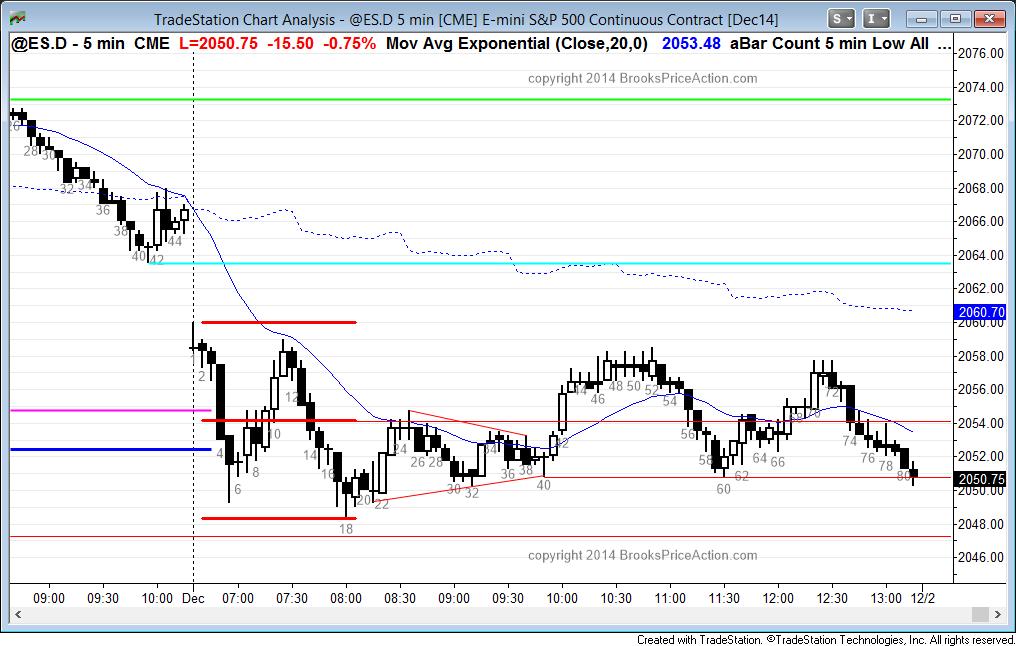 TradeStation Chart Analysis - @ES.D 5 min [CME] E-mini S&P 500 Continuous Contract [Dec14]
S I
@ES.D - 5 min CME L=2050.75 -15.50 -0.75% Mov Avg Exponential (Close,20,0) 2053.48 aBar Count 5 min Low All ...
2076.00
copyright 2014 BrooksPriceAction.com
2074.00
2072.00
26
28 30
2070.00
32 34
2068.00
36
2066.00
38
44
2064.00
40 42
2062.00
2060.70
2060.00
2058.00
2
2056.00
12
44 46 48 50 52 54
2054.00
4 10 14 24 34 42 56 68 70 72 74
2052.00
6 8 16 26 28 36 38 58 62 64 66 76 78
2050.75
2050.00
18 20 22 30 32 40 60 80
2048.00
2046.00
copyright 2014 BrooksPriceAction.com
09:00 09:30 10:00 Dec 07:00 07:30 08:00 08:30 09:00 09:30 10:00 10:30 11:00 11:30 12:00 12:30 13:00 12/2
Created with TradeStation. ©TradeStation Technologies, Inc. All rights reserved.